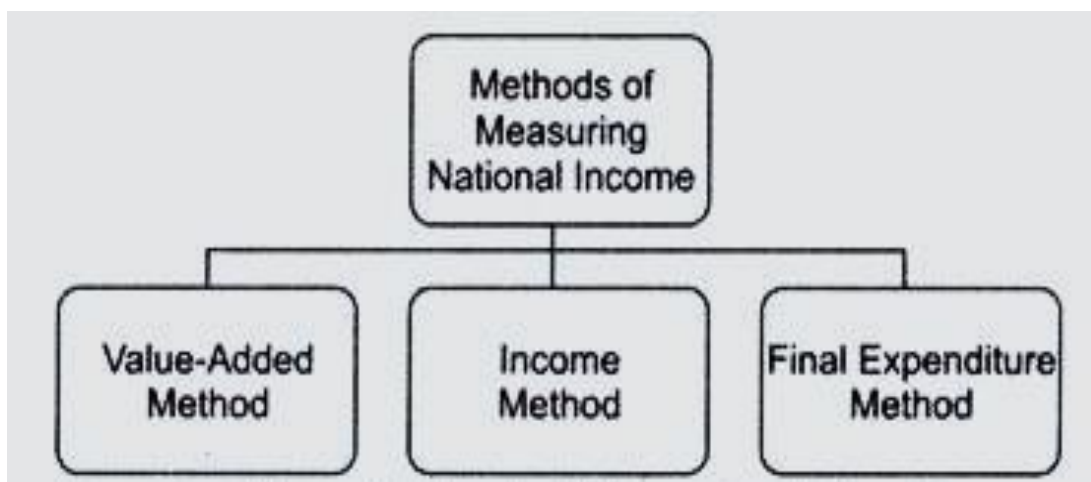 Methods of
Measuring
National Income
Value-Added
Method
Income
Method
Final Expenditure
Method